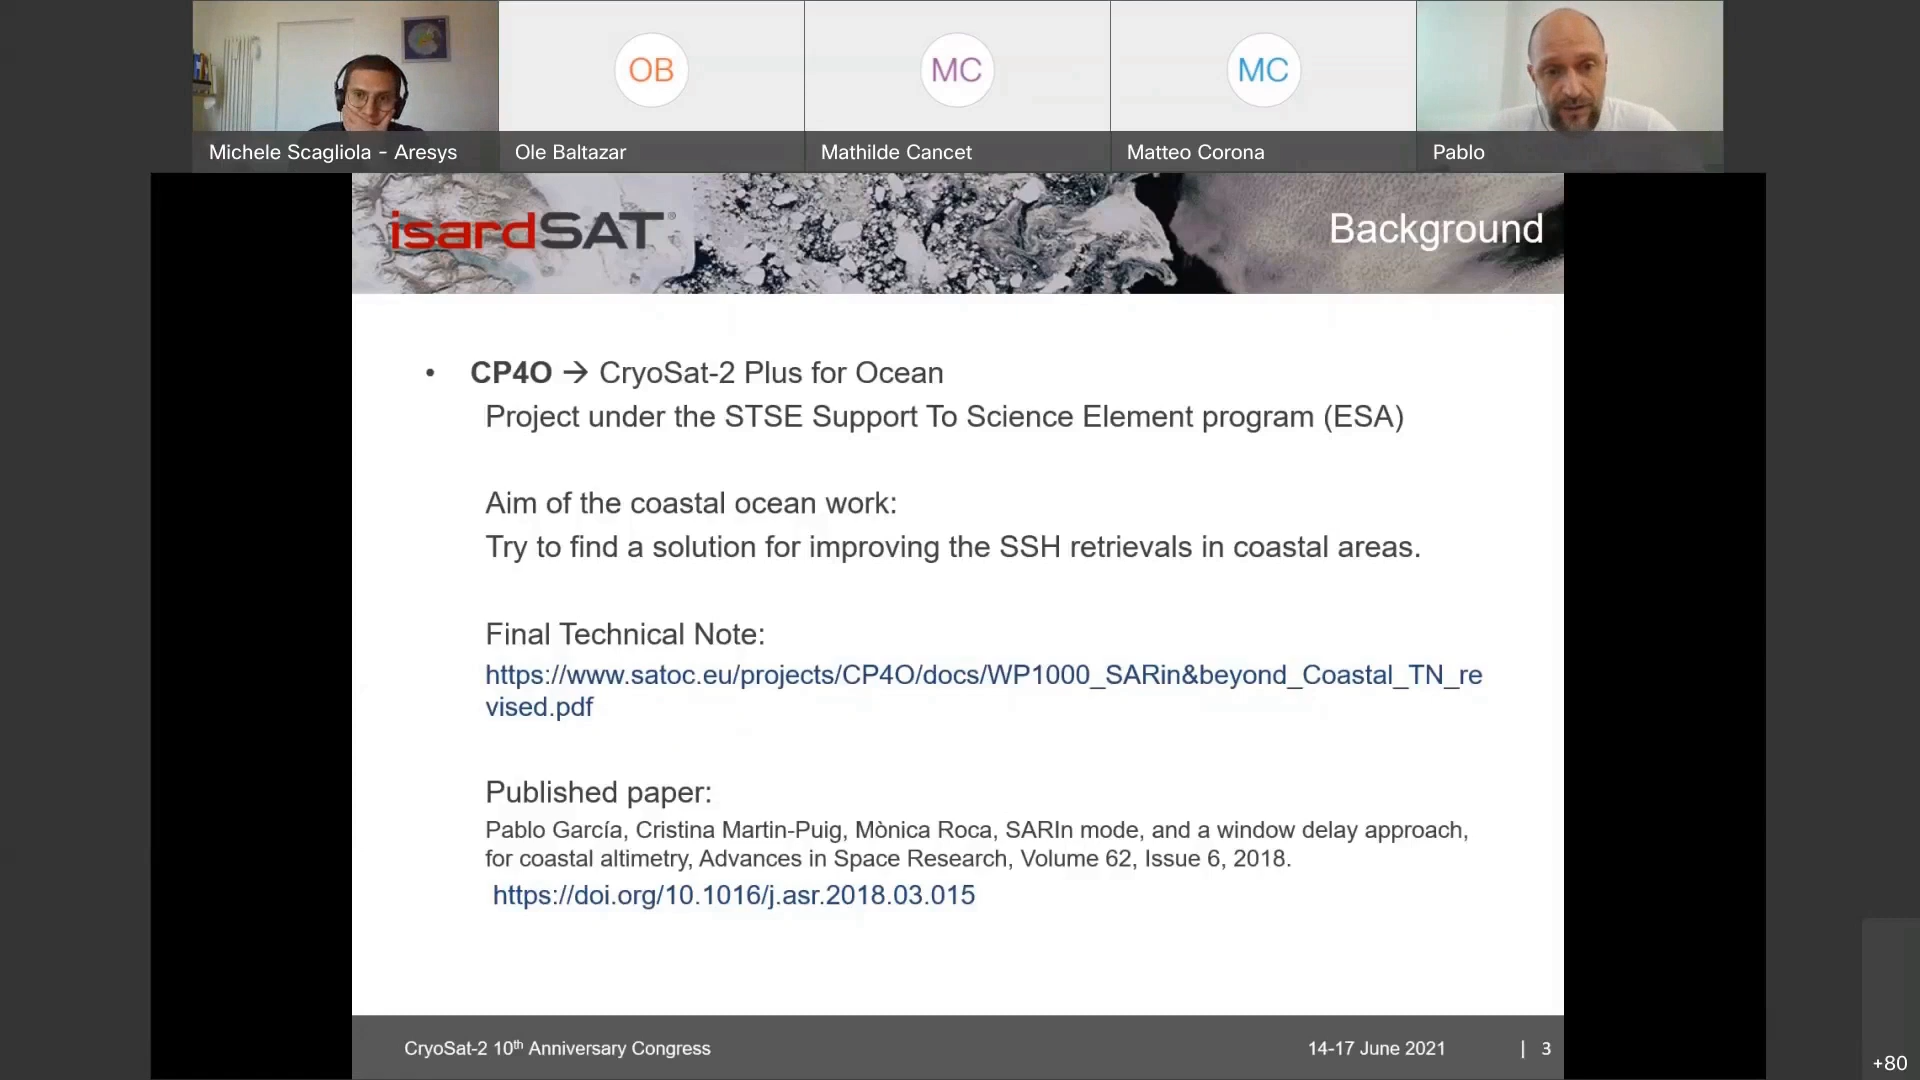 OB
MC
MC
Michele Scagliola - Aresys
Ole Baltazar
Mathilde Cancet
Matteo Corona
Pablo
isardSAT®
Background
• CP4O → CryoSat-2 Plus for Ocean
Project under the STSE Support To Science Element program (ESA)
Aim of the coastal ocean work:
Try to find a solution for improving the SSH retrievals in coastal areas.
Final Technical Note:
https://www.satoc.eu/projects/CP4O/docs/WP1000_SARin&beyond_Coastal_TN_re
vised.pdf
Published paper:
Pablo García, Cristina Martin-Puig, Mònica Roca, SARIn mode, and a window delay approach,
for coastal altimetry, Advances in Space Research, Volume 62, Issue 6, 2018.
https://doi.org/10.1016/j.asr.2018.03.015
CryoSat-2 10th Anniversary Congress
14-17 June 2021
| 3
+80